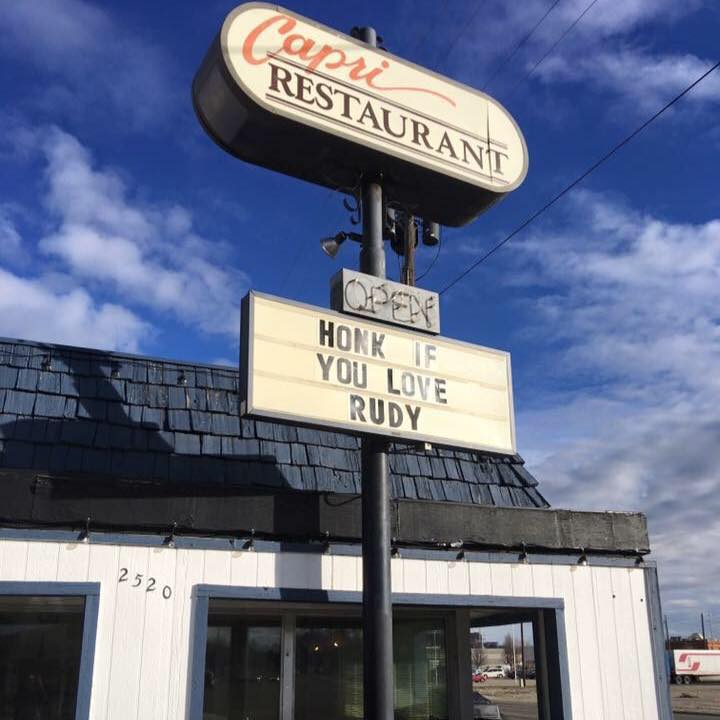 Capri
RESTAURANT
OPEN
HONK IF
YOU LOVE
RUDY
2520